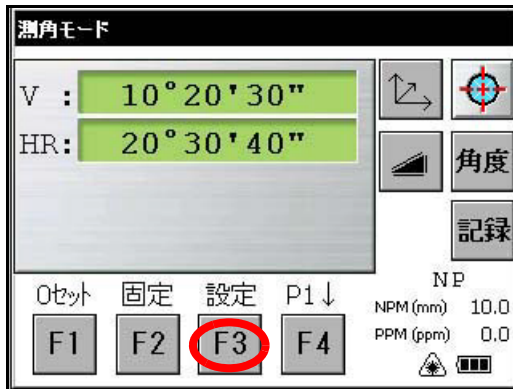 測角モード
V : 10°20'30"
HR: 20°30'40"
角度
記録
0セット 固定 設定 P1↓
F1 F2 F3 F4
NP
NPM (mm) 10.0
PPM (ppm) 0.0